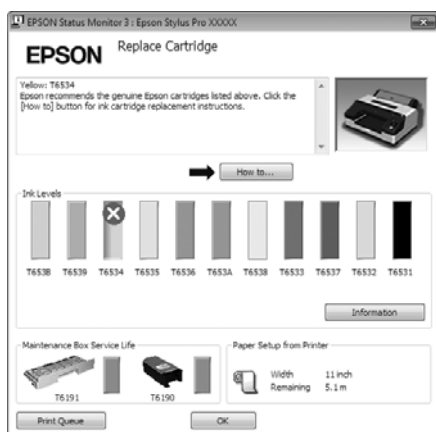 EPSON Status Monitor 3 : Epson Stylus Pro XXXXX
EPSON
Replace Cartridge
Yellow: T6534
Epson recommends the genuine Epson cartridges listed above. Click the
[How to] button for ink cartridge replacement instructions.
How to...
Ink Levels
T653B T6539 T6534 T6535 T6536 T653A T6538 T6533 T6537 T6532 T6531
Information
Maintenance Box Service Life
T6191 T6190
Paper Setup from Printer
Width 11 inch
Remaining 5.1 m
Print Queue
OK